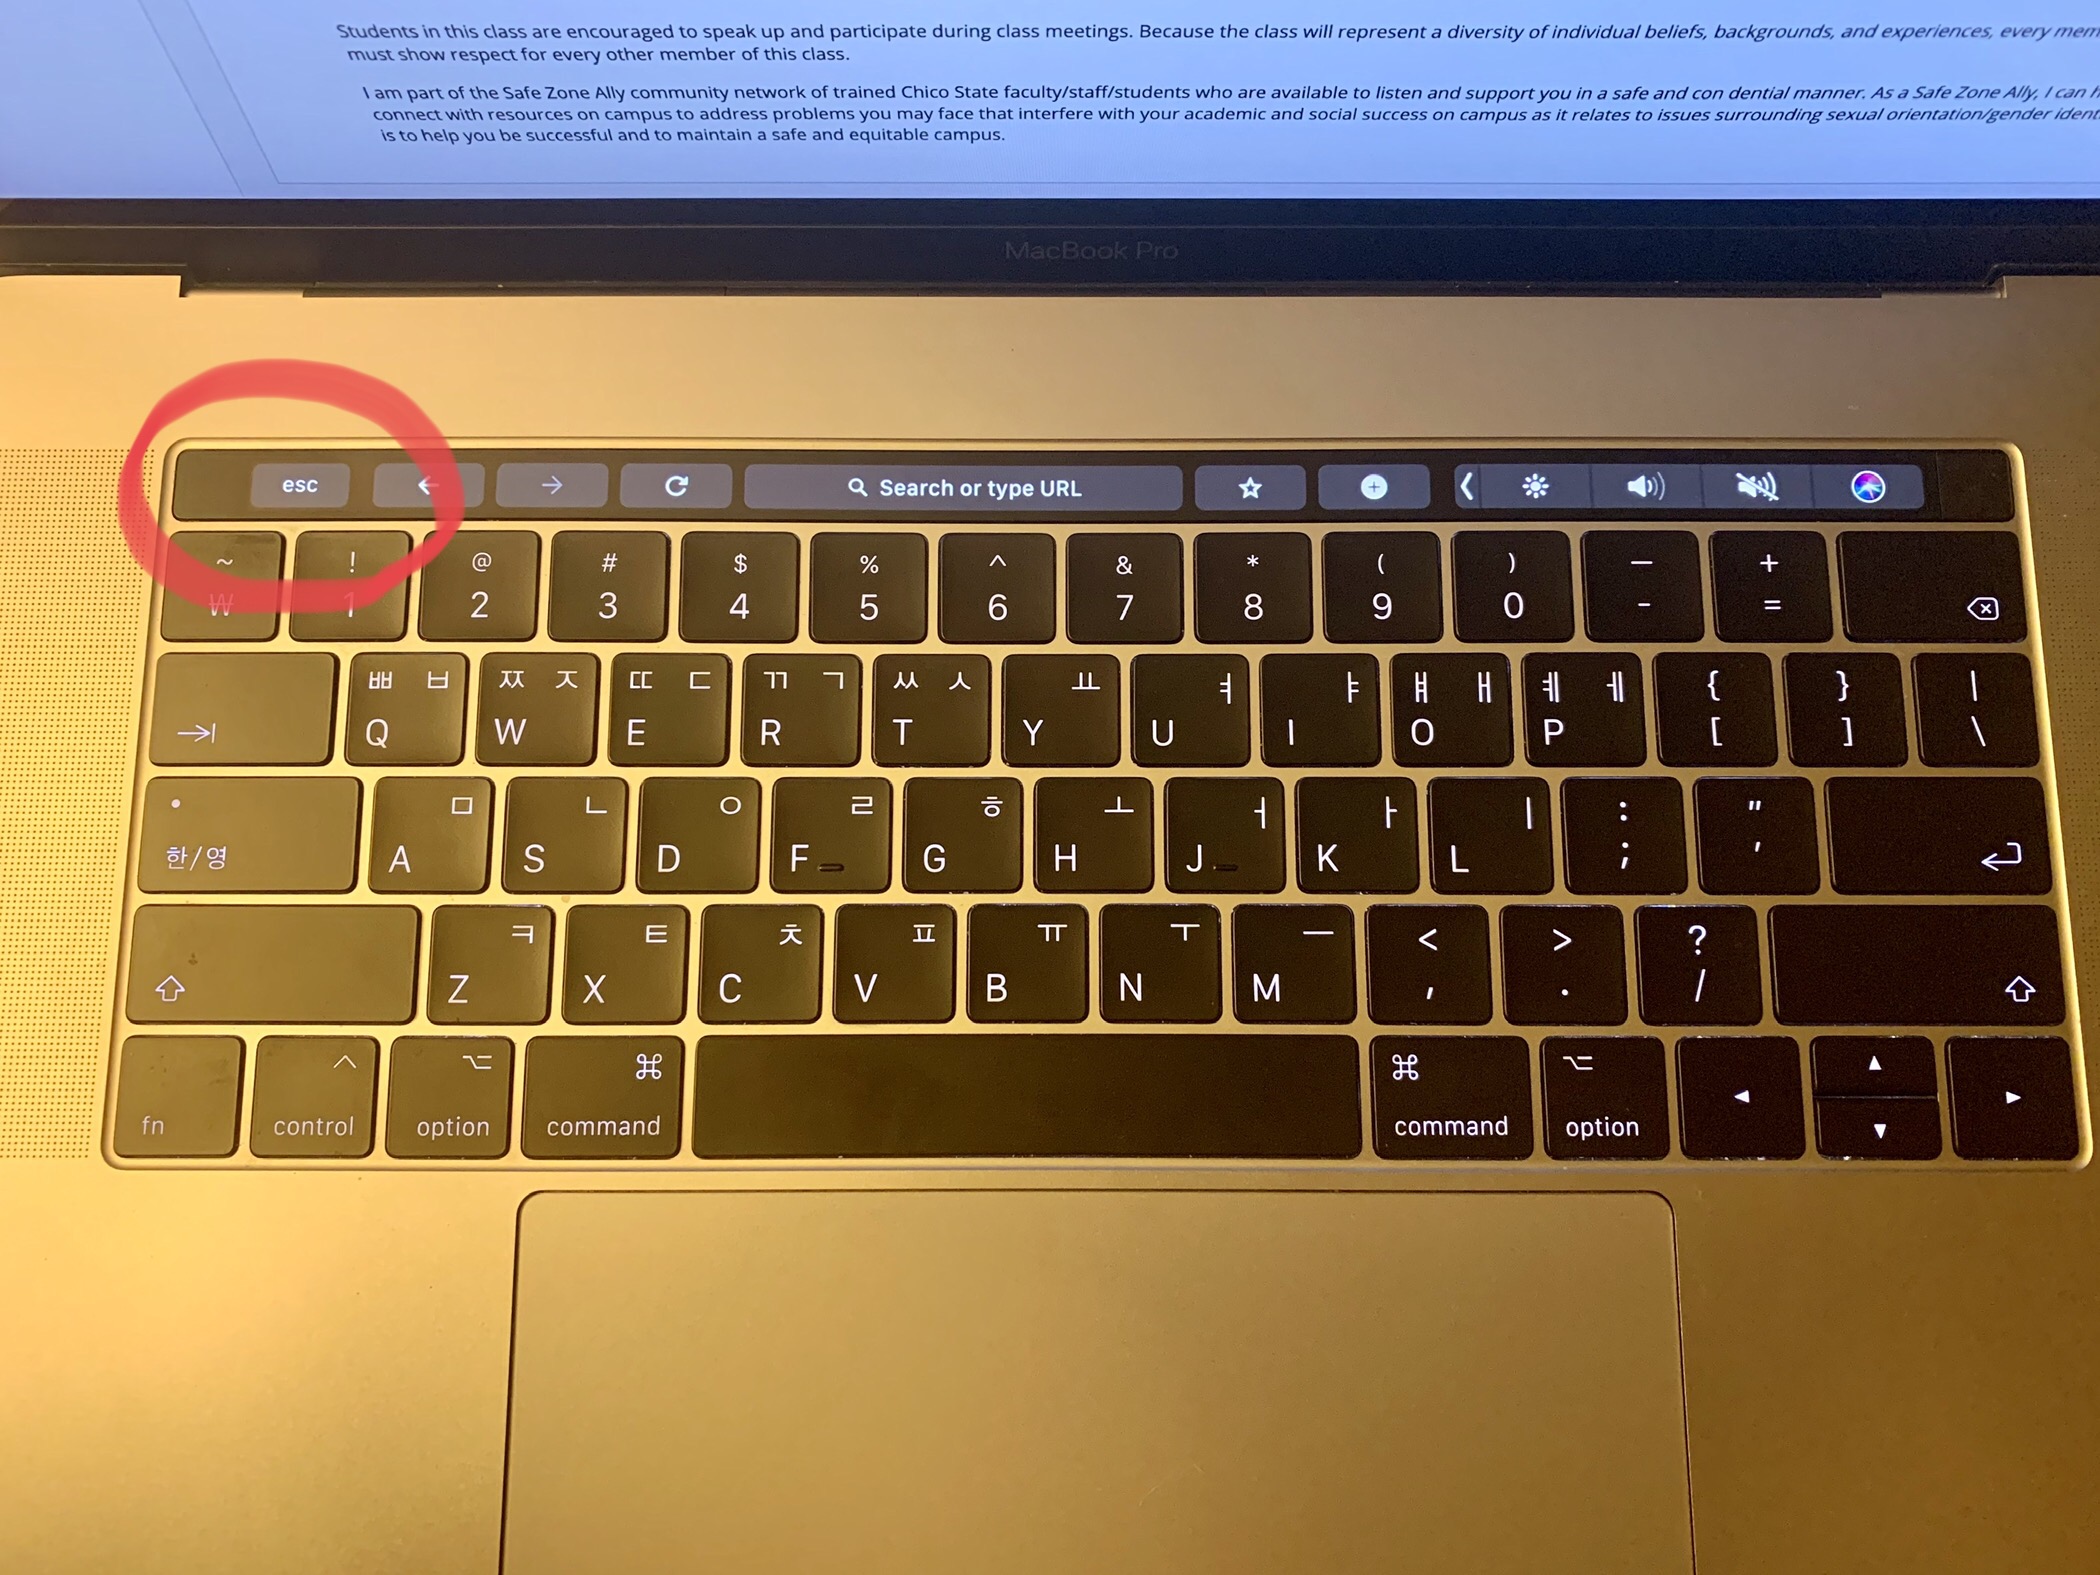 Students in this class are encouraged to speak up and participate during class meetings. Because the class will represent a diversity of individual beliefs, backgrounds, and experiences, every
must show respect for every other member of this class.
I am part of the Safe Zone Ally community network of trained Chico State faculty/staff/students who are available to listen and support you in a safe and con dential manner. As a Safe Zone Ally, I can
connect with resources on campus to address problems you may face that interfere with your academic and social success on campus as it relates to issues surrounding sexual orientation/gender
is to help you be successful and to maintain a safe and equitable campus.
MacBook Pro
esc ← → Search or type URL
~ ! @ # $ % ^ & * ( ) — +
₩ 1 2 3 4 5 6 7 8 9 0 - =
ㅃ ㅂ ㅉ ㅈ ㄸ ㄷ ㄲ ㄱ ㅆ ㅅ ㅛ ㅕ ㅑ ㅒ ㅐ ㅖ ㅔ { } |
Q W E R T Y U I O P [ ] \
ㅁ ㄴ ㅇ ㄹ ㅎ ㅗ ㅓ ㅏ ㅣ : "
한/영 A S D F G H J K L ; '
ㅋ ㅌ ㅊ ㅍ ㅠ ㅜ ㅡ < > ?
Z X C V B N M , . /
^ ⌥ ⌘ ⌘ ⌥
fn control option command command option